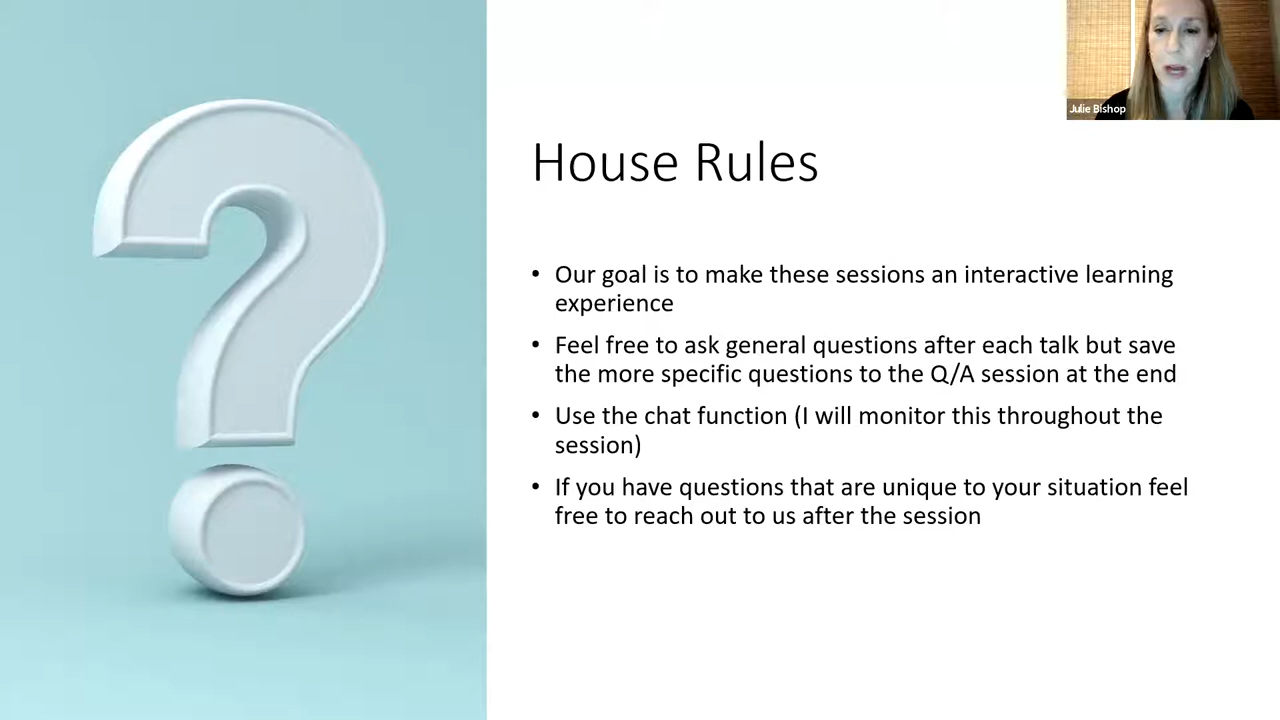 Julie Bishop
House Rules
• Our goal is to make these sessions an interactive learning
experience
• Feel free to ask general questions after each talk but save
the more specific questions to the Q/A session at the end
• Use the chat function (I will monitor this throughout the
session)
• If you have questions that are unique to your situation feel
free to reach out to us after the session